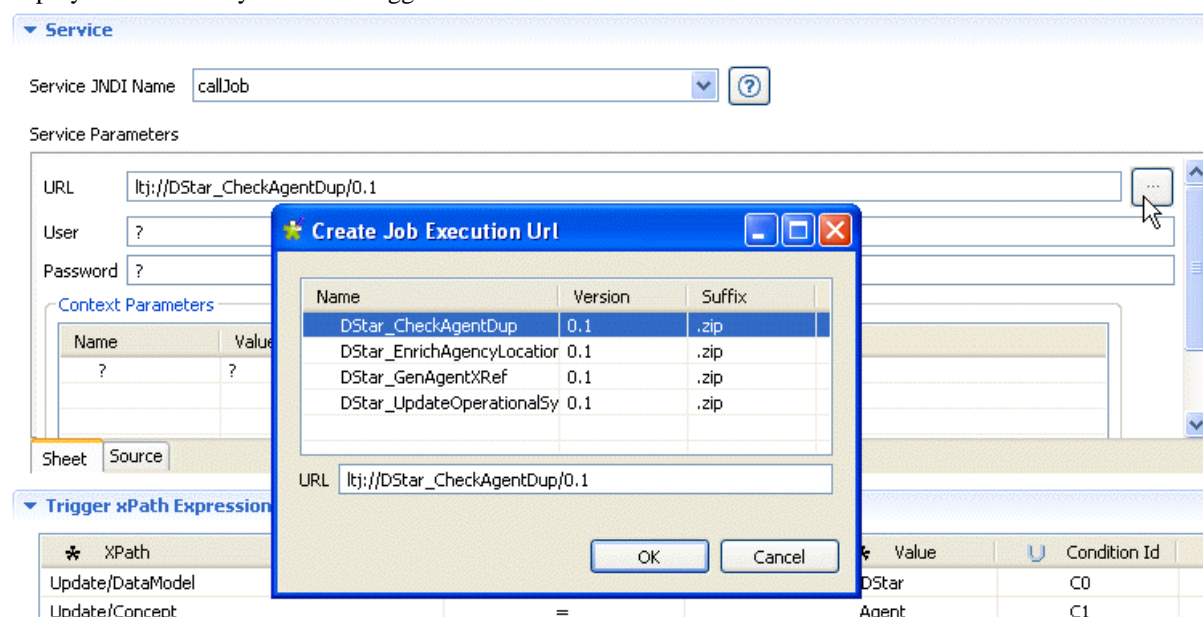 Service
Service JNDI Name callJob
Service Parameters
URL ltj://DStar_CheckAgentDup/0.1 ...
User ?
Password ?
Context Parameters
Name Value
? ?
Sheet Source
Create Job Execution Url
Name Version Suffix
DStar_CheckAgentDup 0.1 .zip
DStar_EnrichAgencyLocation 0.1 .zip
DStar_GenAgentXRef 0.1 .zip
DStar_UpdateOperationalSy 0.1 .zip
URL ltj://DStar_CheckAgentDup/0.1
OK Cancel
Trigger xPath Expression
XPath Value Condition Id
Update/DataModel DStar C0
Update/Concept = Agent C1